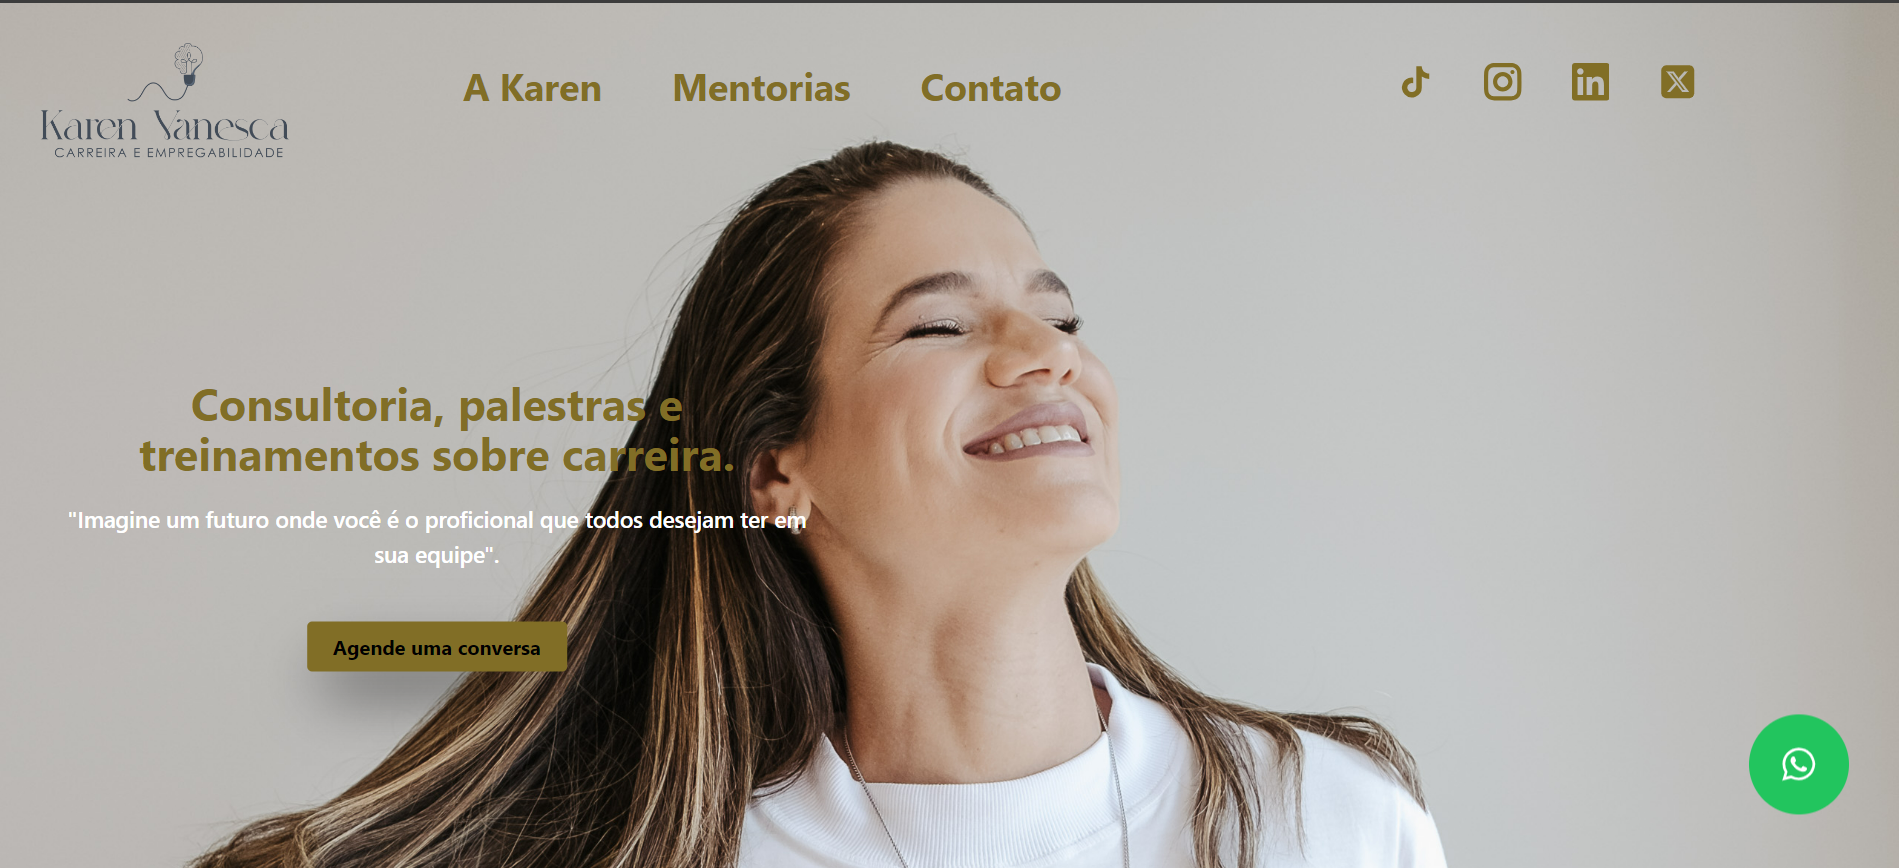 Karen Vanesca
CARREIRA E EMPREGABILIDADE
A Karen
Mentorias
Contato
Consultoria, palestras e
treinamentos sobre carreira.
"Imagine um futuro onde você é o proficional que todos desejam ter em
sua equipe".
Agende uma conversa